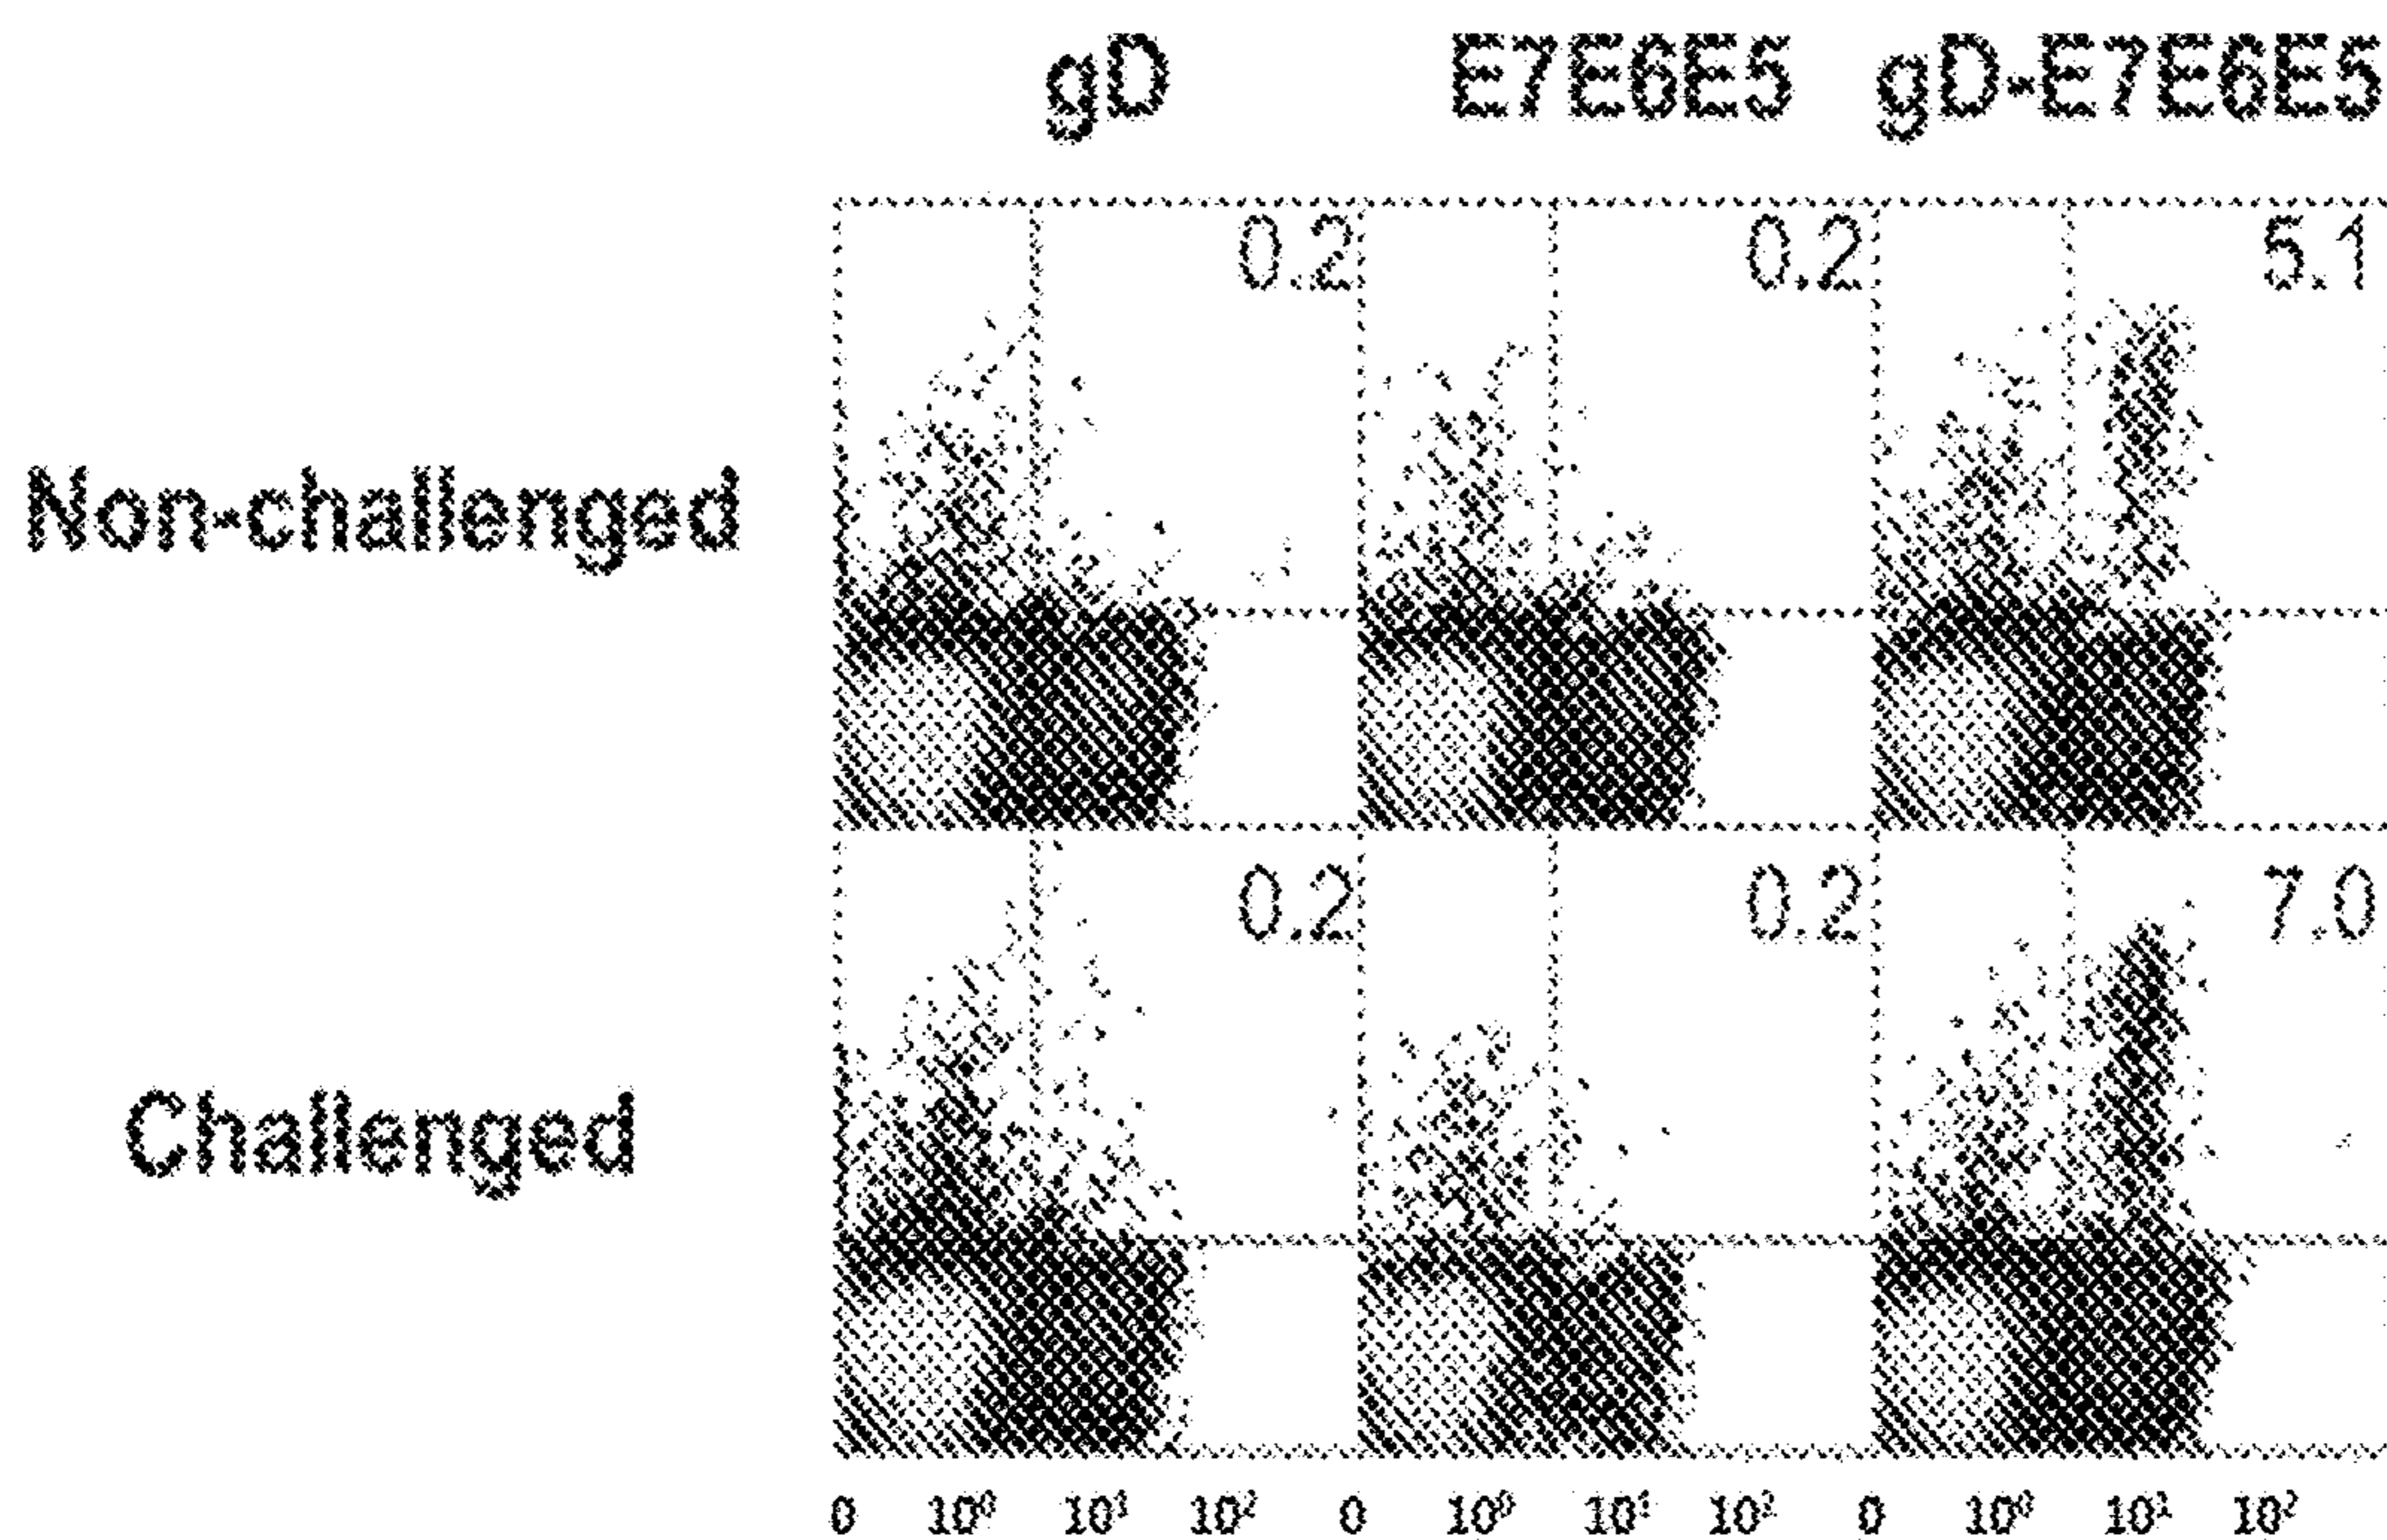 gD E7E6E5 gD-E7E6E5
0.2 0.2 5.1
Non-challenged
0.2 0.2 7.0
Challenged
0 10⁰ 10¹ 10² 0 10⁰ 10¹ 10² 0 10⁰ 10¹ 10²